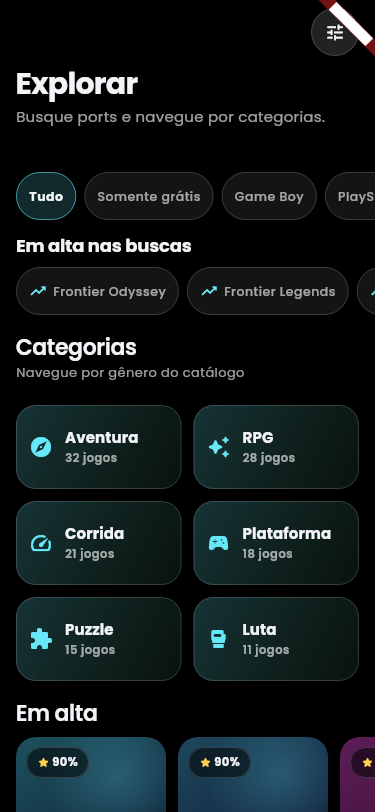 Explorar
Busque ports e navegue por categorias.
Tudo
Somente grátis
Game Boy
PlayS
Em alta nas buscas
Frontier Odyssey
Frontier Legends
Categorias
Navegue por gênero do catálogo
Aventura
32 jogos
RPG
28 jogos
Corrida
21 jogos
Plataforma
18 jogos
Puzzle
15 jogos
Luta
11 jogos
Em alta
90%
90%